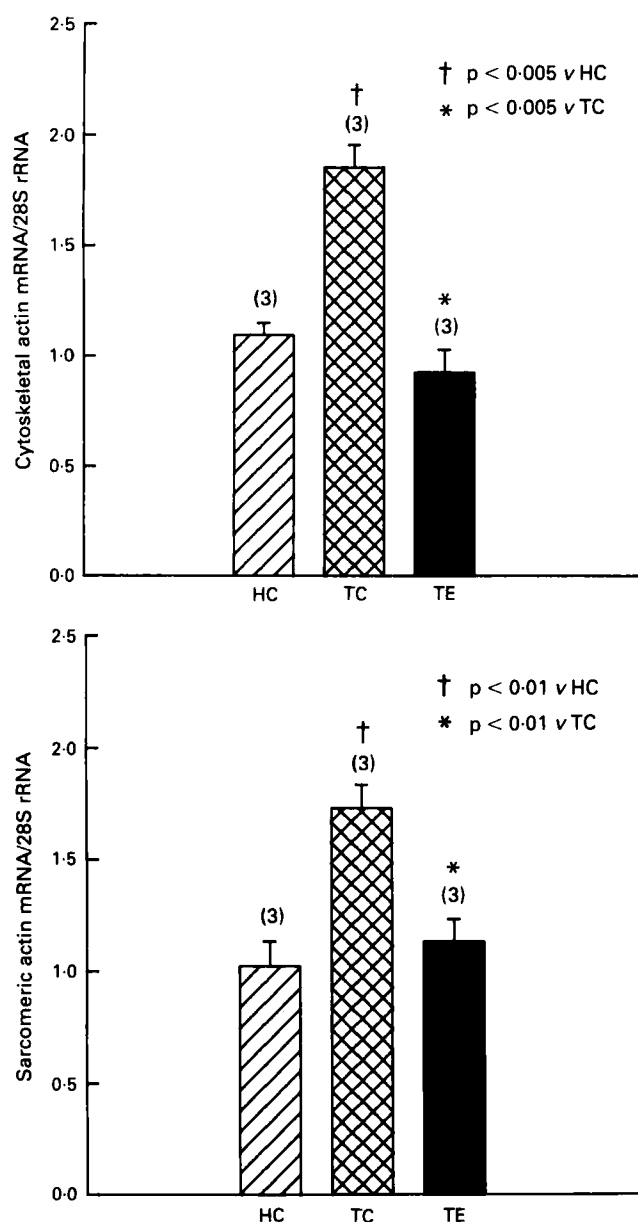 2·5
2·0
1·5
1·0
0·5
0·0
Cytoskeletal actin mRNA/28S rRNA
† p < 0·005 v HC
* p < 0·005 v TC
†
(3)
(3)
*
(3)
HC TC TE
2·5
2·0
1·5
1·0
0·5
0·0
Sarcomeric actin mRNA/28S rRNA
† p < 0·01 v HC
* p < 0·01 v TC
†
(3)
(3)
*
(3)
HC TC TE